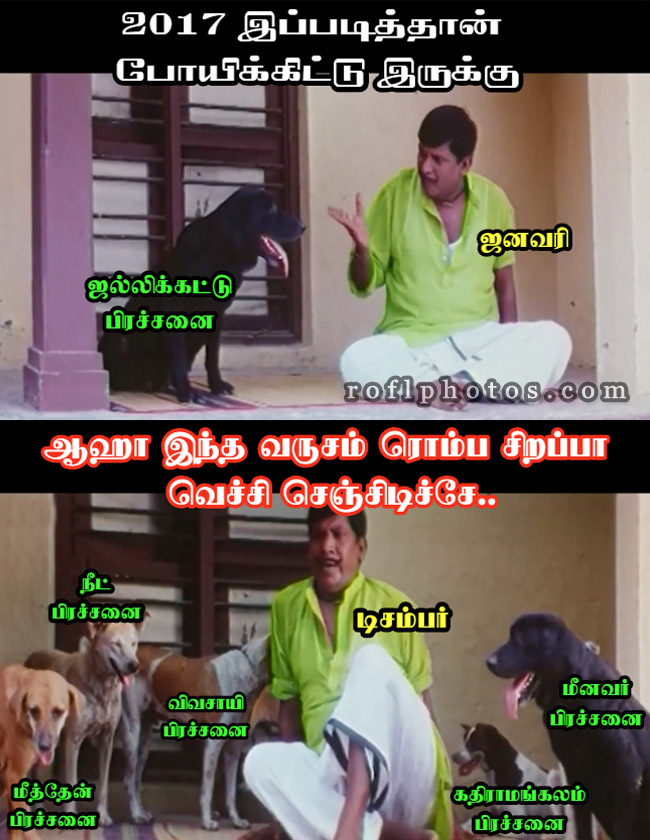 2017 இப்படித்தான்
போயிக்கிட்டு இருக்கு
ஜனவரி
ஜல்லிக்கட்டு
பிரச்சனை
roflphotos.com
ஆஹா இந்த வருசம் ரொம்ப சிறப்பா
வெச்சி செஞ்சிடிச்சே..
நீட்
பிரச்சனை
டிசம்பர்
விவசாயி
பிரச்சனை
மீனவர்
பிரச்சனை
மீத்தேன்
பிரச்சனை
கதிராமங்கலம்
பிரச்சனை